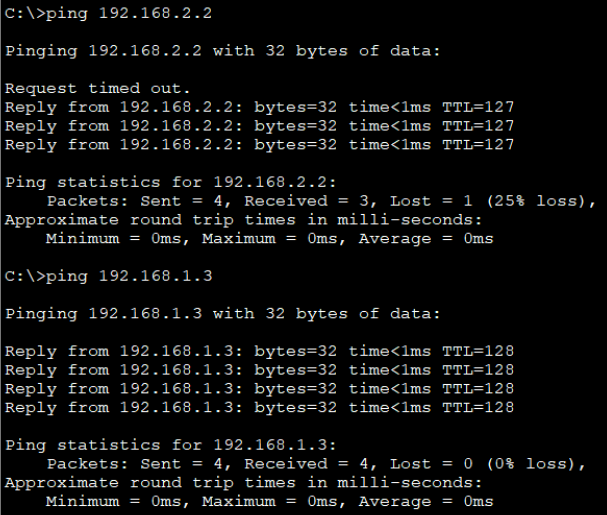 C:\>ping 192.168.2.2
Pinging 192.168.2.2 with 32 bytes of data:
Request timed out.
Reply from 192.168.2.2: bytes=32 time<1ms TTL=127
Reply from 192.168.2.2: bytes=32 time<1ms TTL=127
Reply from 192.168.2.2: bytes=32 time<1ms TTL=127
Ping statistics for 192.168.2.2:
    Packets: Sent = 4, Received = 3, Lost = 1 (25% loss),
Approximate round trip times in milli-seconds:
    Minimum = 0ms, Maximum = 0ms, Average = 0ms
C:\>ping 192.168.1.3
Pinging 192.168.1.3 with 32 bytes of data:
Reply from 192.168.1.3: bytes=32 time<1ms TTL=128
Reply from 192.168.1.3: bytes=32 time<1ms TTL=128
Reply from 192.168.1.3: bytes=32 time<1ms TTL=128
Reply from 192.168.1.3: bytes=32 time<1ms TTL=128
Ping statistics for 192.168.1.3:
    Packets: Sent = 4, Received = 4, Lost = 0 (0% loss),
Approximate round trip times in milli-seconds:
    Minimum = 0ms, Maximum = 0ms, Average = 0ms